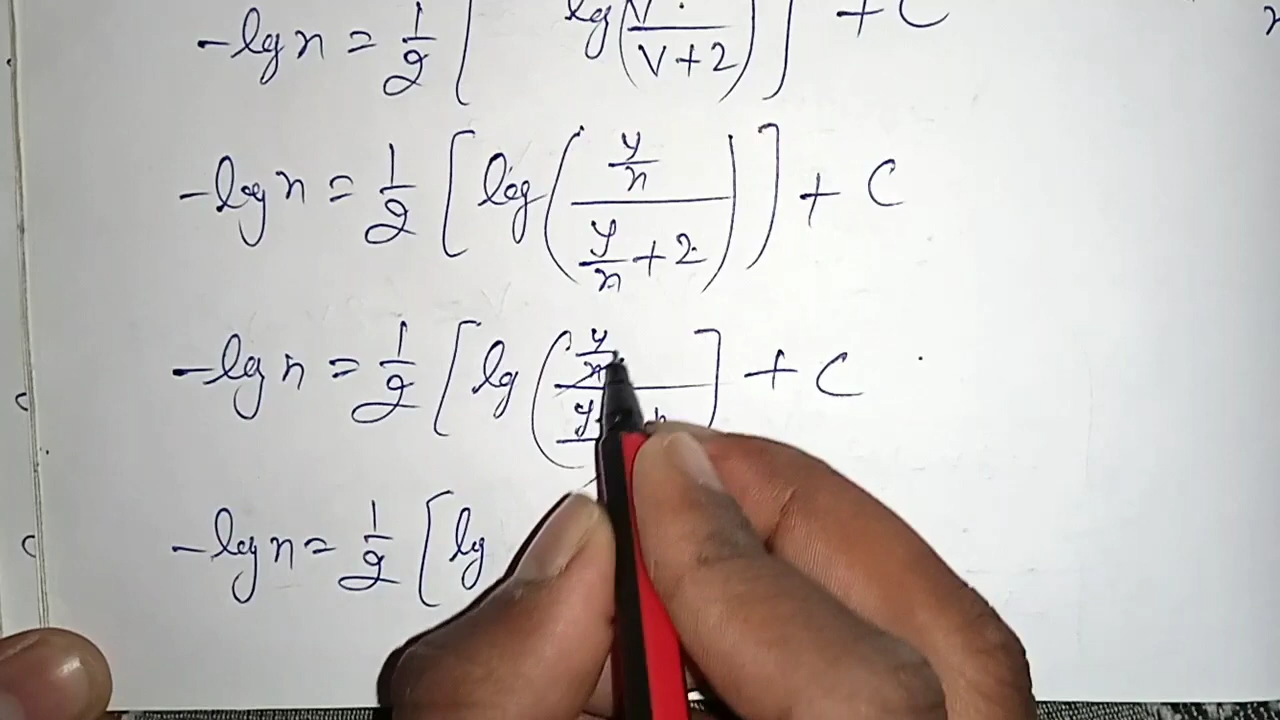 -log x = 1/2 [ log( V / V+2 ) ] + C
-log x = 1/2 [ log( y/x / y/x + 2 ) ] + C
-log x = 1/2 [ log( y/x / y x ] + C
-log x = 1/2 [ log